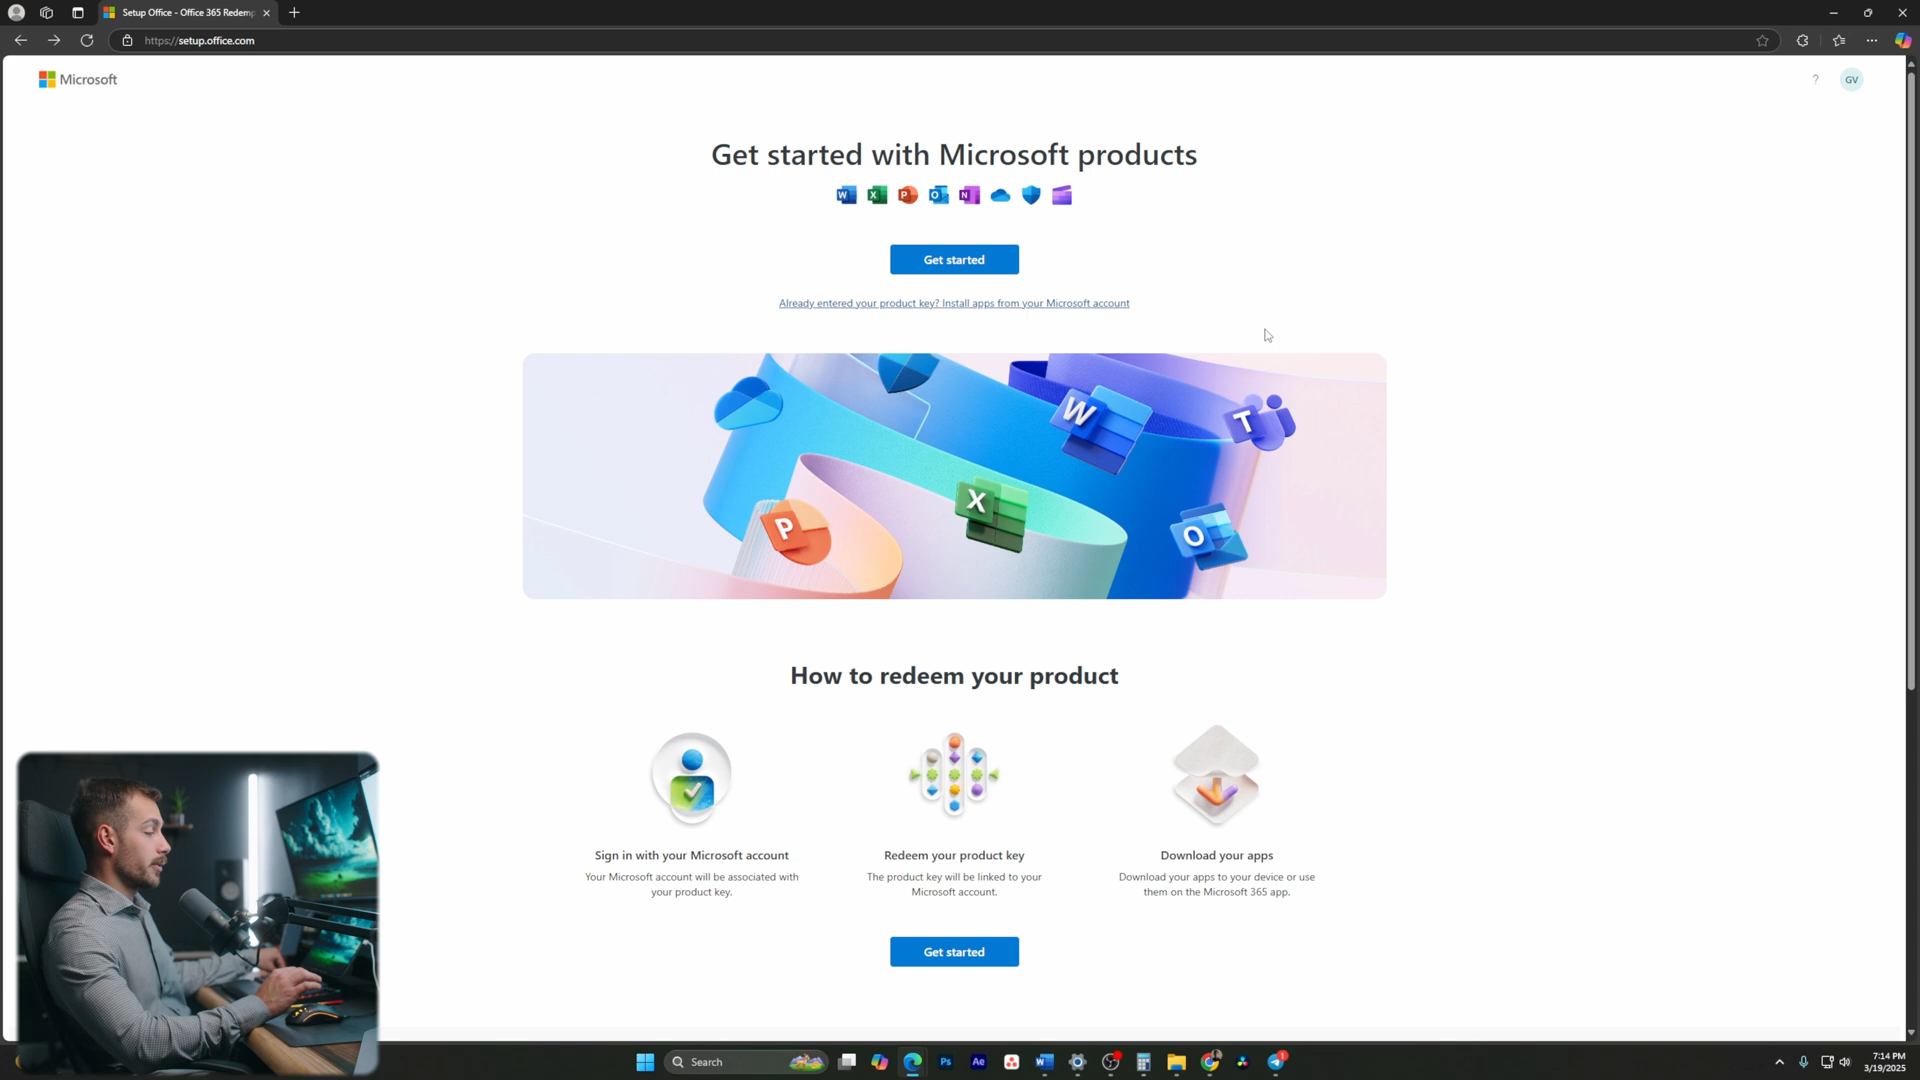 Setup Office - Office 365 Redemp
https://setup.office.com
Microsoft
?
GV
Get started with Microsoft products
W X P O N
Get started
Already entered your product key? Install apps from your Microsoft account
W
T
X
P
O
How to redeem your product
Sign in with your Microsoft account
Your Microsoft account will be associated with
your product key.
Redeem your product key
The product key will be linked to your
Microsoft account.
Download your apps
Download your apps to your device or use
them on the Microsoft 365 app.
Get started
Search
Ps
Ae
W
1
7:14 PM
3/19/2025